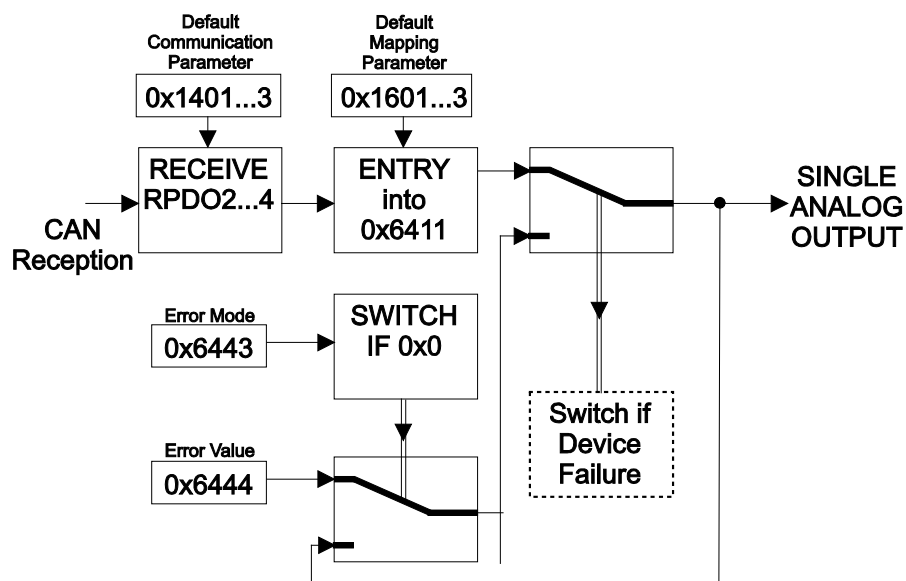 Default
Communication
Parameter
0x1401...3
Default
Mapping
Parameter
0x1601...3
RECEIVE
RPDO2...4
ENTRY
into
0x6411
CAN
Reception
SINGLE
ANALOG
OUTPUT
Error Mode
0x6443
SWITCH
IF 0x0
Switch if
Device
Failure
Error Value
0x6444